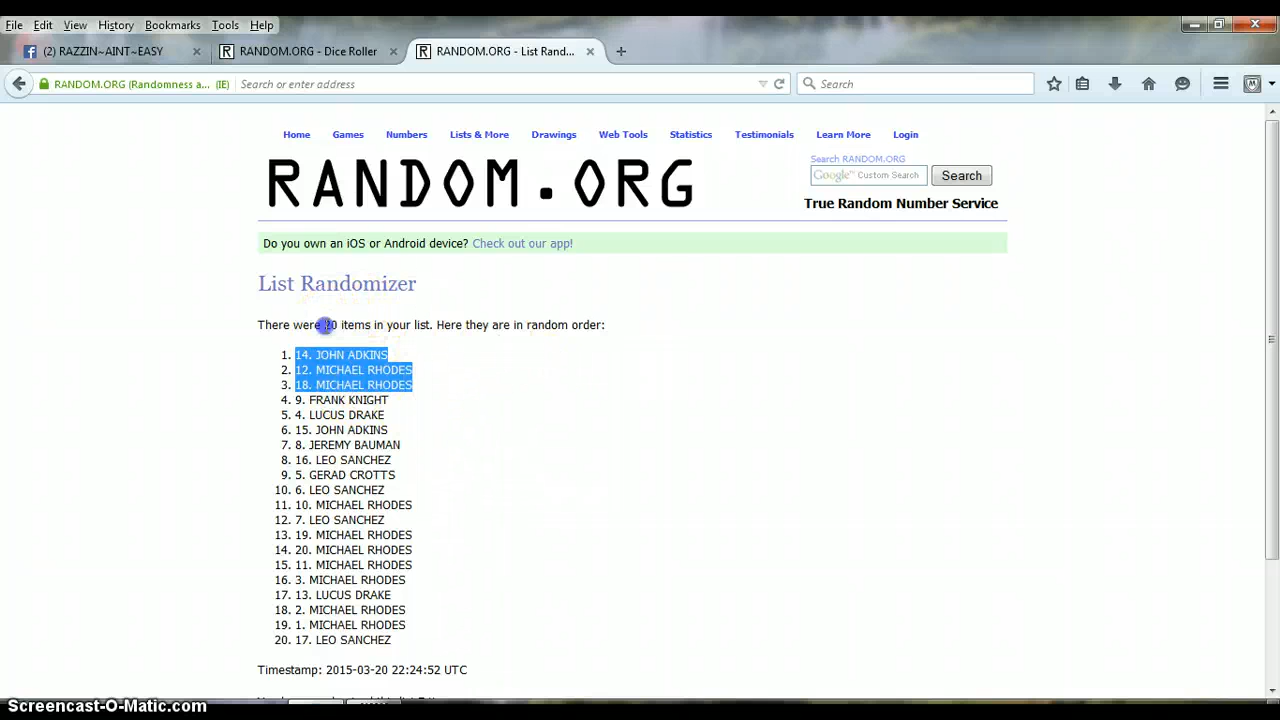 File Edit View History Bookmarks Tools Help
(2) RAZZIN~AINT~EASY
RANDOM.ORG - Dice Roller
RANDOM.ORG - List Rand...
RANDOM.ORG (Randomness a... (IE) Search or enter address
Search
Home Games Numbers Lists & More Drawings Web Tools Statistics Testimonials Learn More Login
RANDOM.ORG
Search RANDOM.ORG
Google™ Custom Search Search
True Random Number Service
Do you own an iOS or Android device? Check out our app!
List Randomizer
There were 20 items in your list. Here they are in random order:
1. 14. JOHN ADKINS
2. 12. MICHAEL RHODES
3. 18. MICHAEL RHODES
4. 9. FRANK KNIGHT
5. 4. LUCUS DRAKE
6. 15. JOHN ADKINS
7. 8. JEREMY BAUMAN
8. 16. LEO SANCHEZ
9. 5. GERAD CROTTS
10. 6. LEO SANCHEZ
11. 10. MICHAEL RHODES
12. 7. LEO SANCHEZ
13. 19. MICHAEL RHODES
14. 20. MICHAEL RHODES
15. 11. MICHAEL RHODES
16. 3. MICHAEL RHODES
17. 13. LUCUS DRAKE
18. 2. MICHAEL RHODES
19. 1. MICHAEL RHODES
20. 17. LEO SANCHEZ
Timestamp: 2015-03-20 22:24:52 UTC
Screencast-O-Matic.com